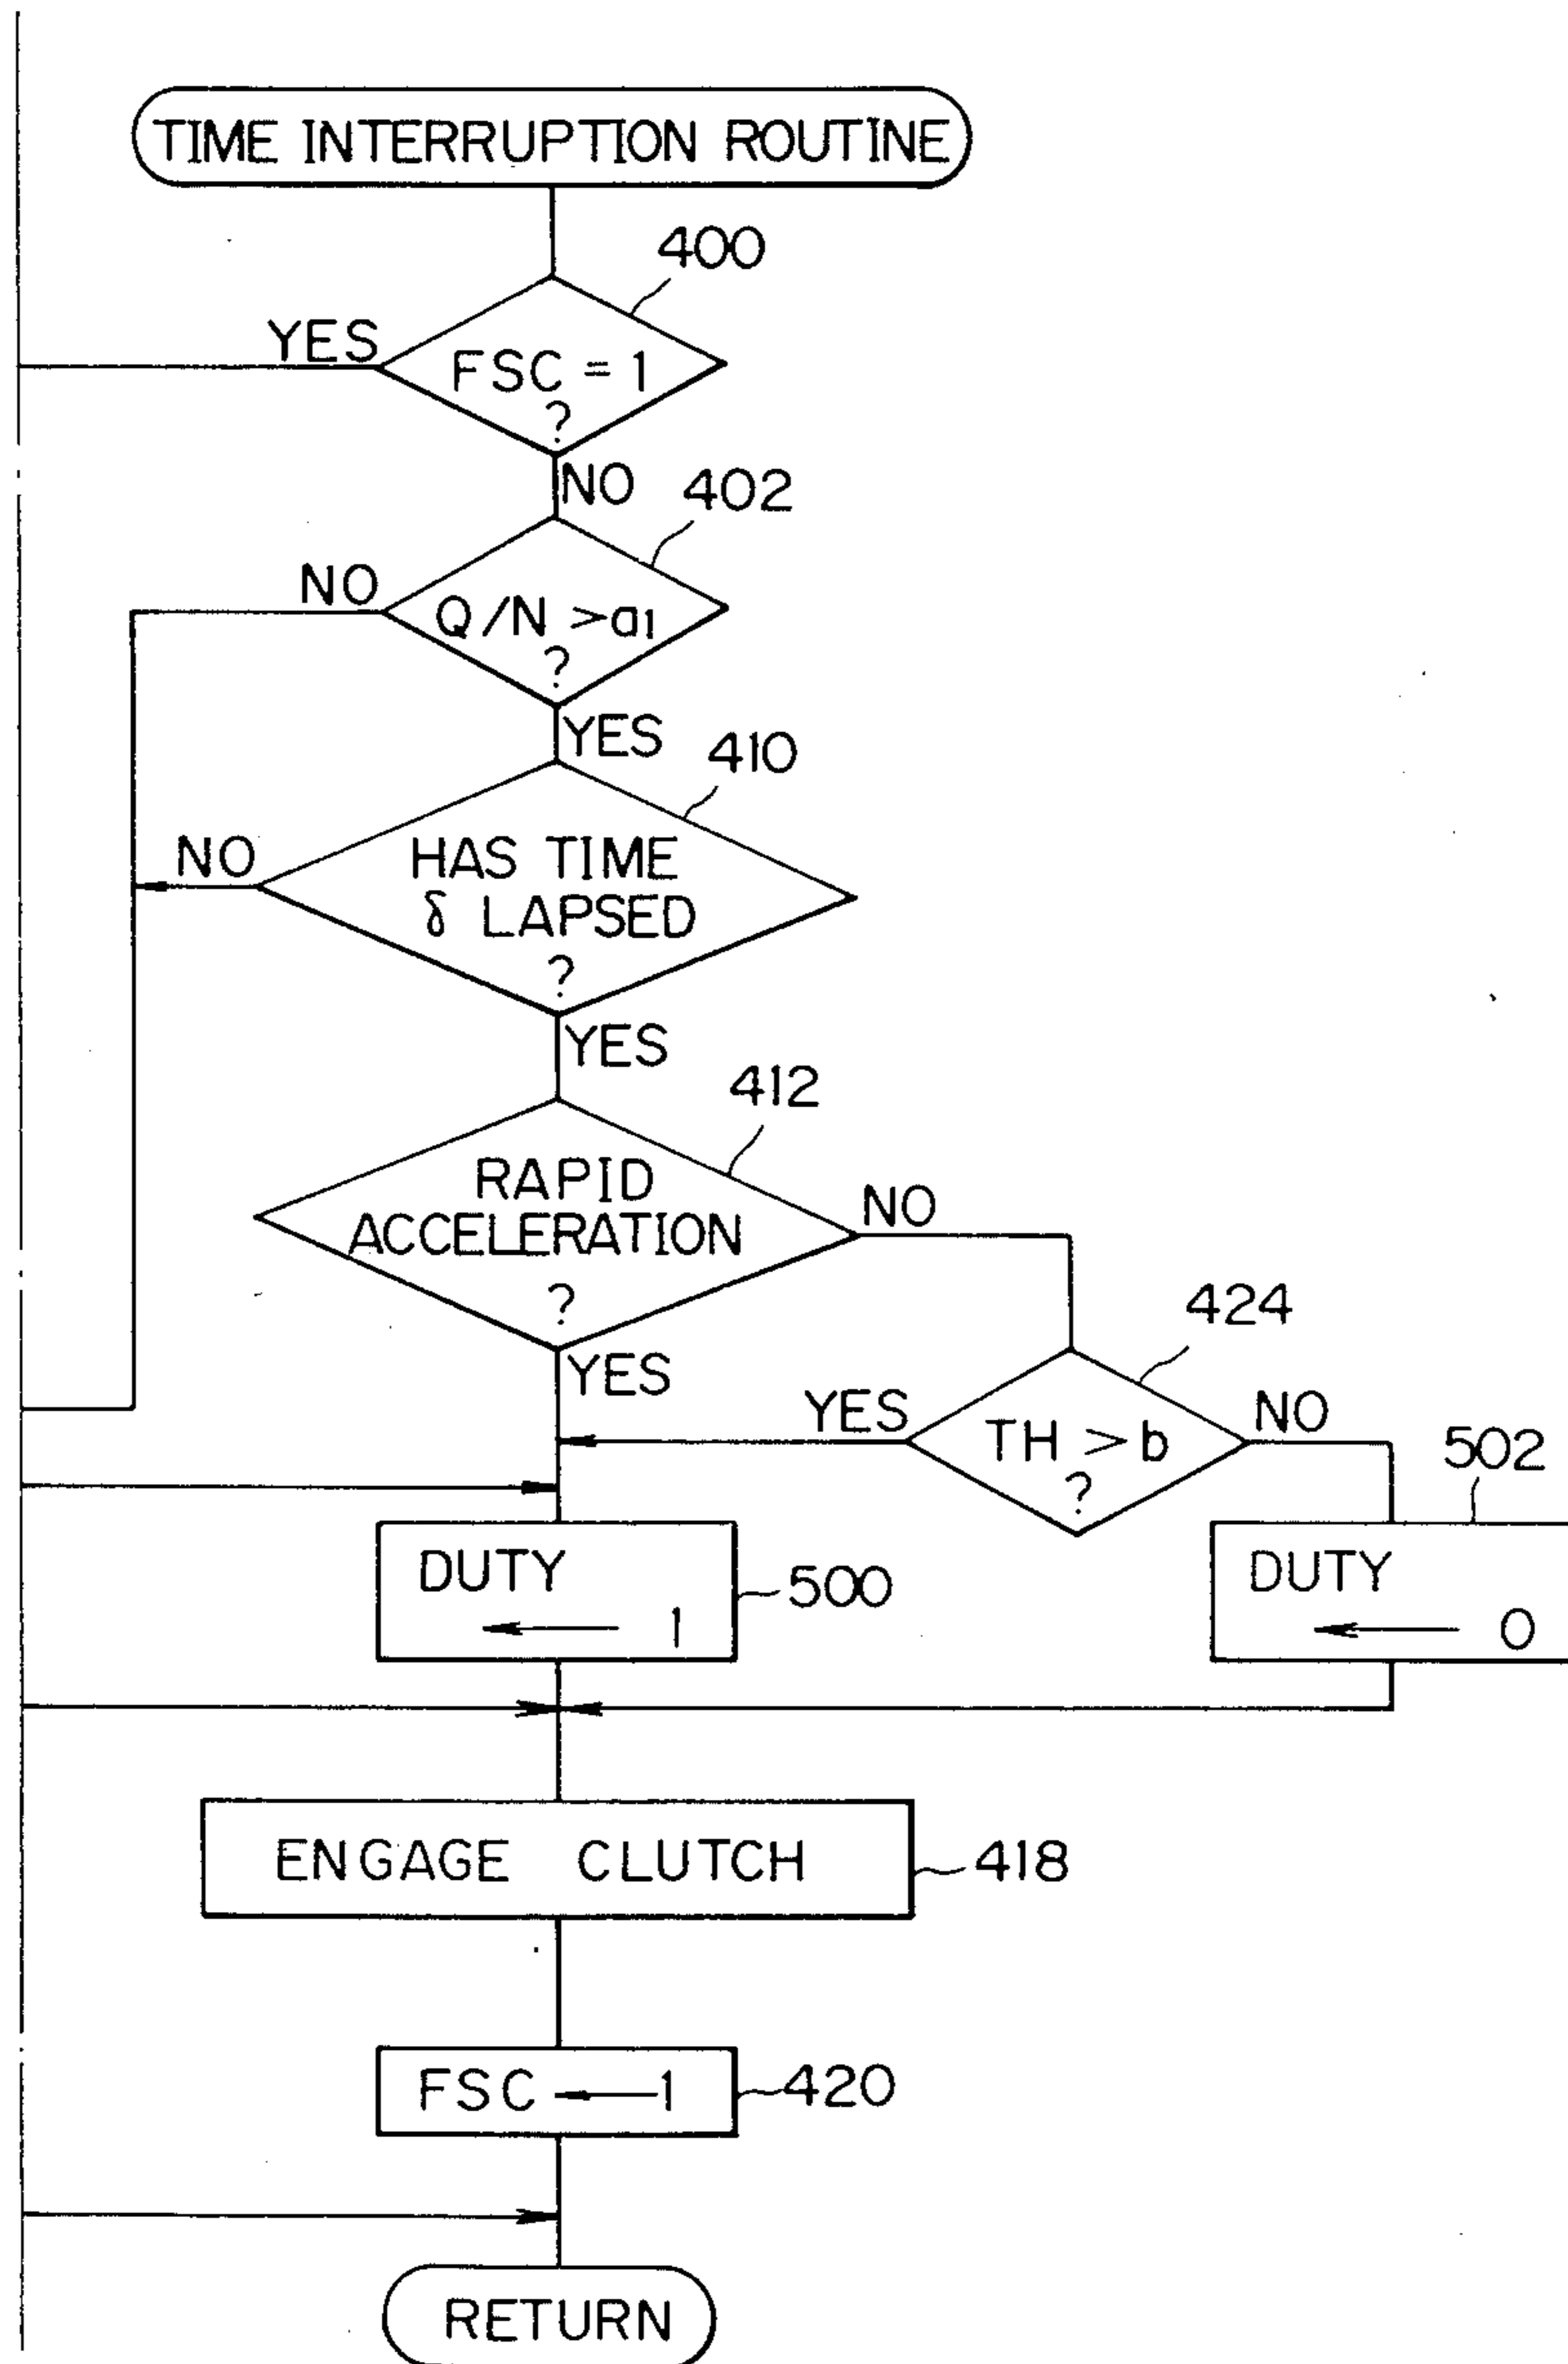 TIME INTERRUPTION ROUTINE
400
YES
FSC = 1
?
NO
402
NO
Q/N >a1
?
YES
410
NO
HAS TIME
δ LAPSED
?
YES
412
RAPID
ACCELERATION
?
NO
YES
424
YES
TH > b
?
NO
502
DUTY
← 1
500
DUTY
← 0
ENGAGE CLUTCH
418
FSC ← 1
420
RETURN